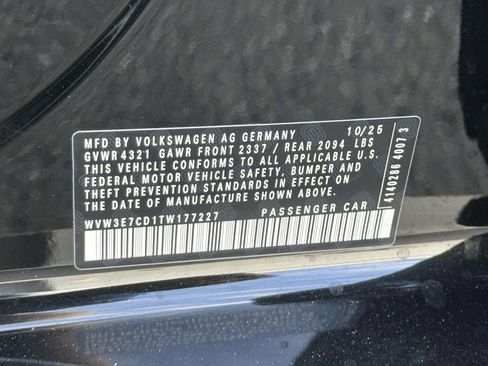 MFD BY VOLKSWAGEN AG GERMANY 10/25
GVWR 4321 GAWR FRONT 2337 / REAR 2094 LBS
THIS VEHICLE CONFORMS TO ALL APPLICABLE U.S.
FEDERAL MOTOR VEHICLE SAFETY, BUMPER AND
THEFT PREVENTION STANDARDS IN EFFECT ON
THE DATE OF MANUFACTURE SHOWN ABOVE.
WVW3E7CD1TW177227 PASSENGER CAR
41402864007 3